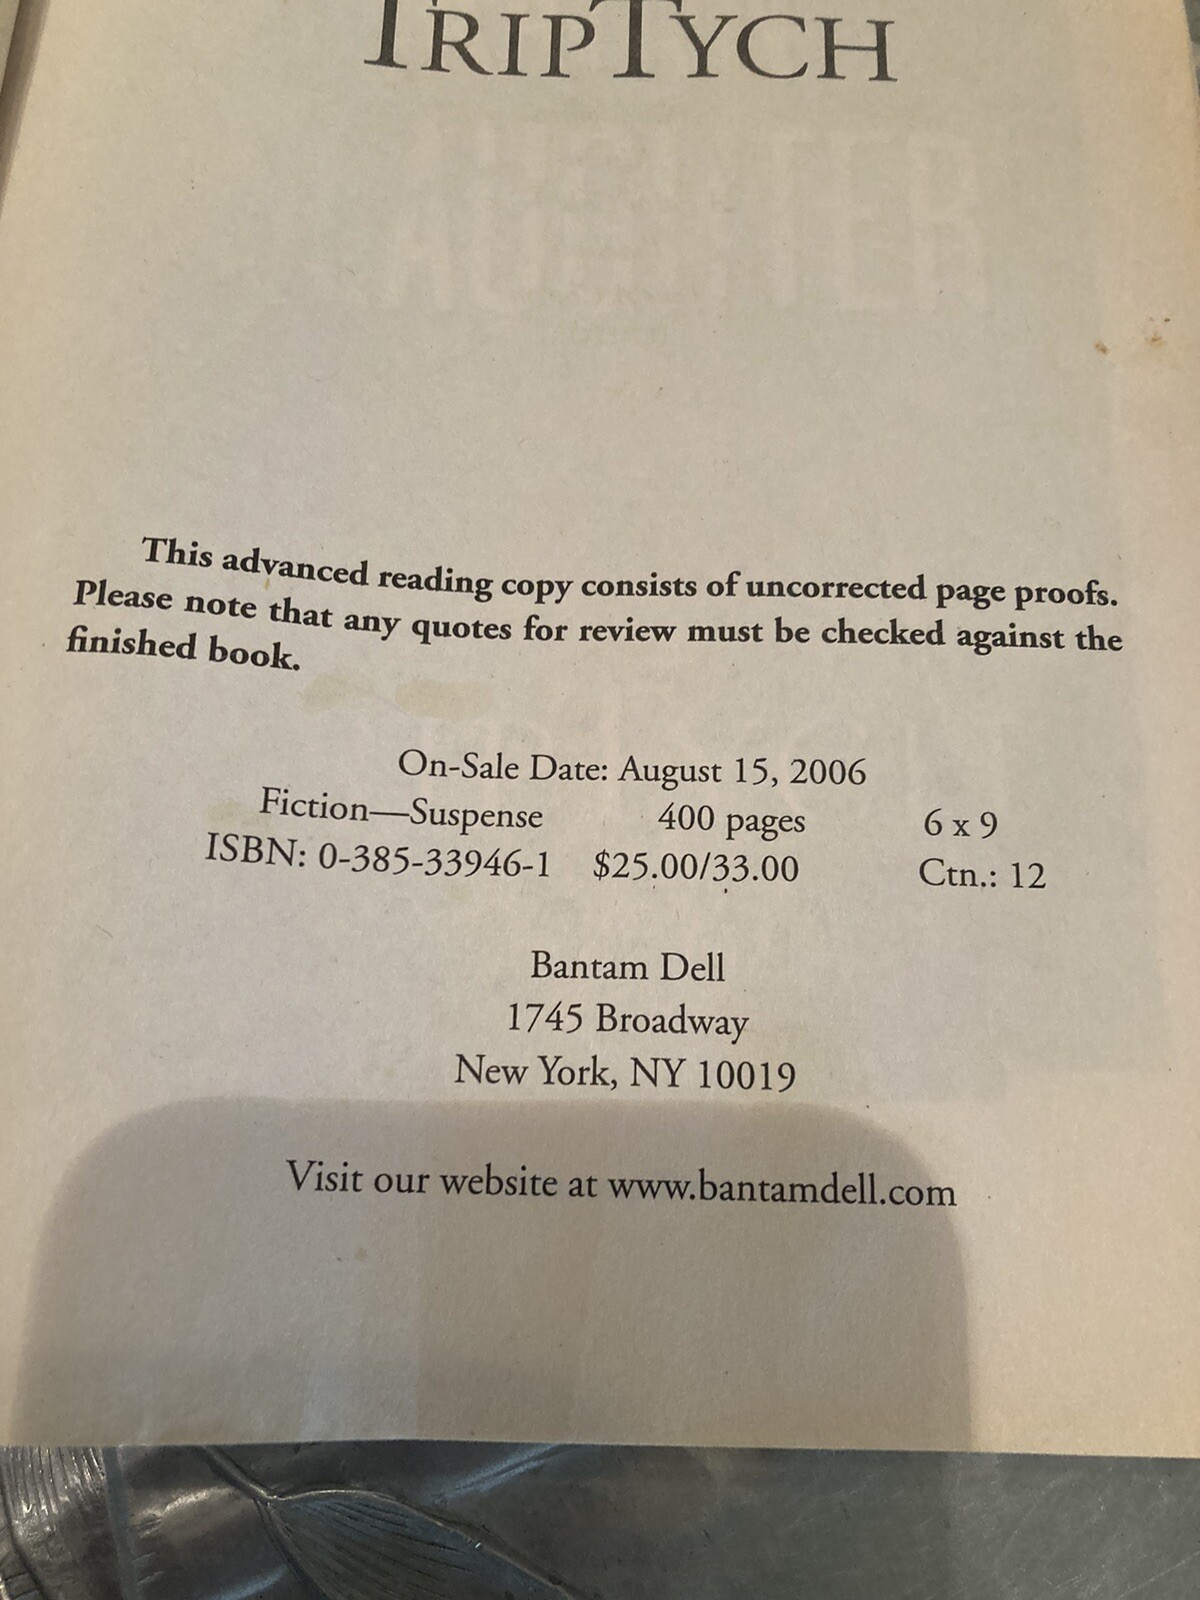 TRIPTYCH
This advanced reading copy consists of uncorrected page proofs.
Please note that any quotes for review must be checked against the
finished book.
On-Sale Date: August 15, 2006
Fiction—Suspense 400 pages 6 x 9
ISBN: 0-385-33946-1 $25.00/33.00 Ctn.: 12
Bantam Dell
1745 Broadway
New York, NY 10019
Visit our website at www.bantamdell.com